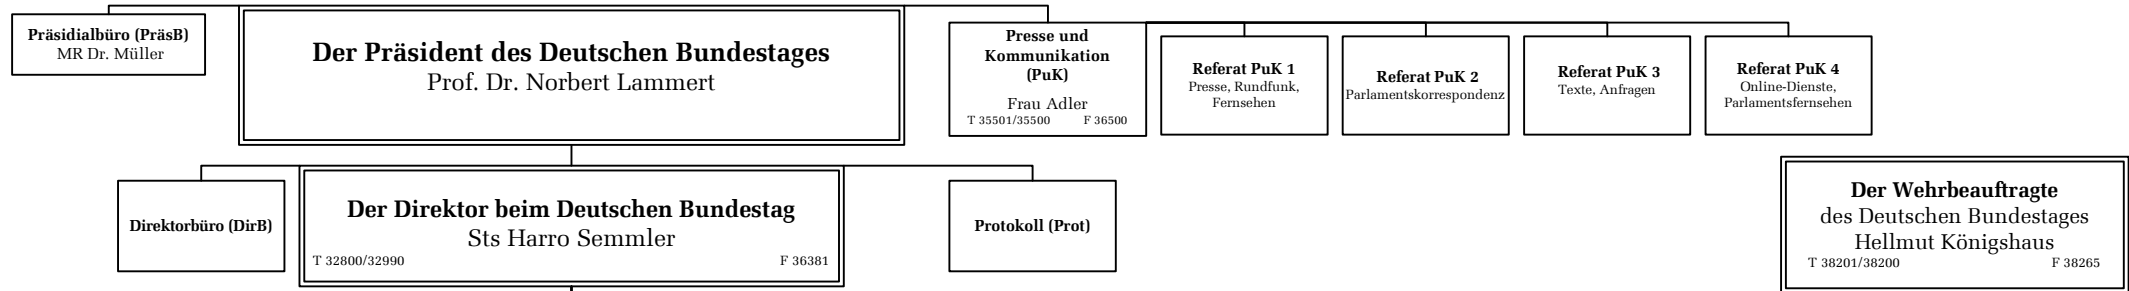 Präsidialbüro (PräsB)
MR Dr. Müller
Der Präsident des Deutschen Bundestages
Prof. Dr. Norbert Lammert
Presse und
Kommunikation
(PuK)
Frau Adler
T 35501/35500 F 36500
Referat PuK 1
Presse, Rundfunk,
Fernsehen
Referat PuK 2
Parlamentskorrespondenz
Referat PuK 3
Texte, Anfragen
Referat PuK 4
Online-Dienste,
Parlamentsfernsehen
Direktorbüro (DirB)
Der Direktor beim Deutschen Bundestag
Sts Harro Semmler
T 32800/32990 F 36381
Protokoll (Prot)
Der Wehrbeauftragte
des Deutschen Bundestages
Hellmut Königshaus
T 38201/38200 F 38265